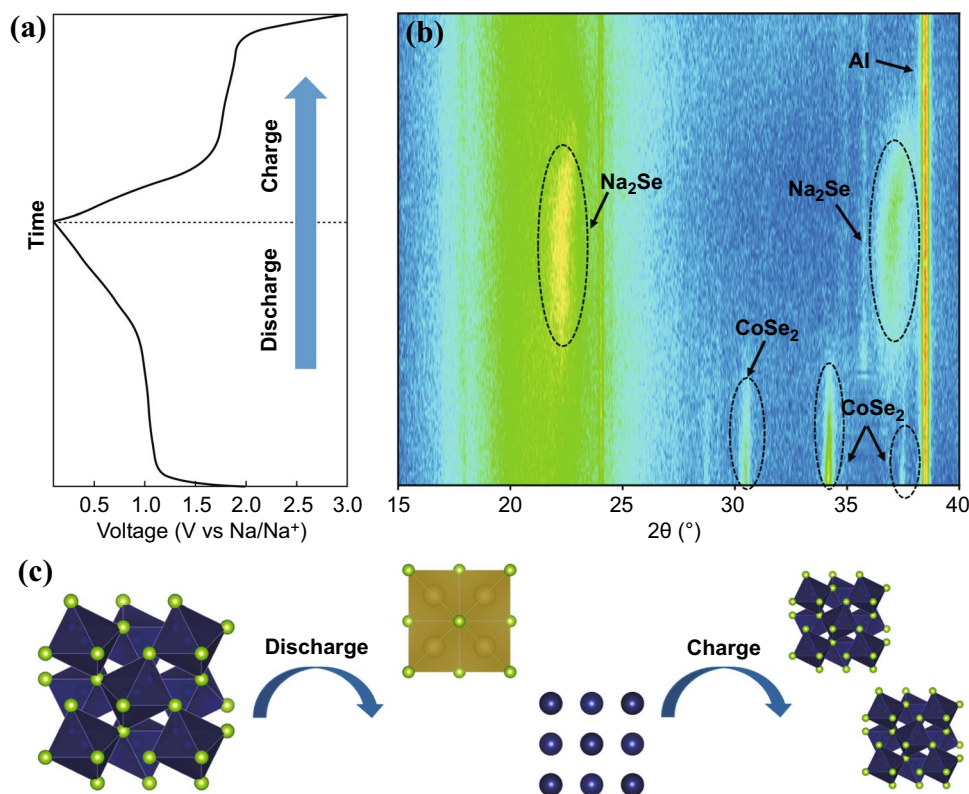 (a)
Time
Charge
Discharge
0.5 1.0 1.5 2.0 2.5 3.0
Voltage (V vs Na/Na⁺)
(b)
Al
Na₂Se
Na₂Se
CoSe₂
CoSe₂
15 20 25 30 35 40
2θ (°)
(c)
Discharge
Charge